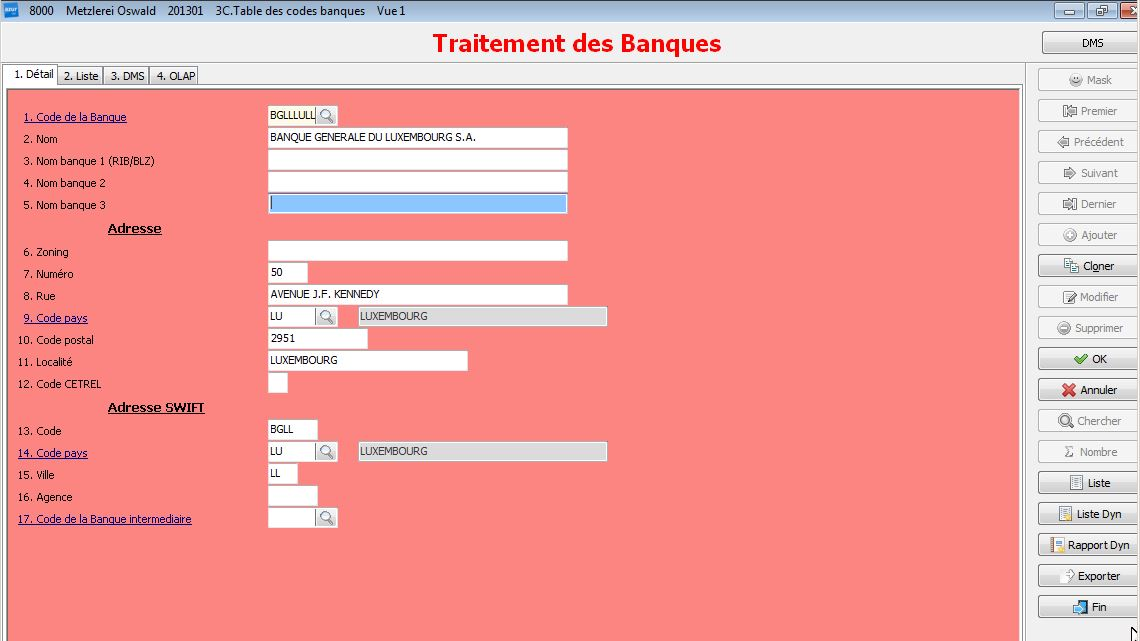 8000 Metzlerei Oswald 201301 3C.Table des codes banques Vue 1
Traitement des Banques
DMS
1. Détail 2. Liste 3. DMS 4. OLAP
1. Code de la Banque BGLLLULL
2. Nom BANQUE GENERALE DU LUXEMBOURG S.A.
3. Nom banque 1 (RIB/BLZ)
4. Nom banque 2
5. Nom banque 3
Adresse
6. Zoning
7. Numéro 50
8. Rue AVENUE J.F. KENNEDY
9. Code pays LU LUXEMBOURG
10. Code postal 2951
11. Localité LUXEMBOURG
12. Code CETREL
Adresse SWIFT
13. Code BGLL
14. Code pays LU LUXEMBOURG
15. Ville LL
16. Agence
17. Code de la Banque intermediaire
Mask
Premier
Précédent
Suivant
Dernier
Ajouter
Cloner
Modifier
Supprimer
OK
Annuler
Chercher
Σ Nombre
Liste
Liste Dyn
Rapport Dyn
Exporter
Fin